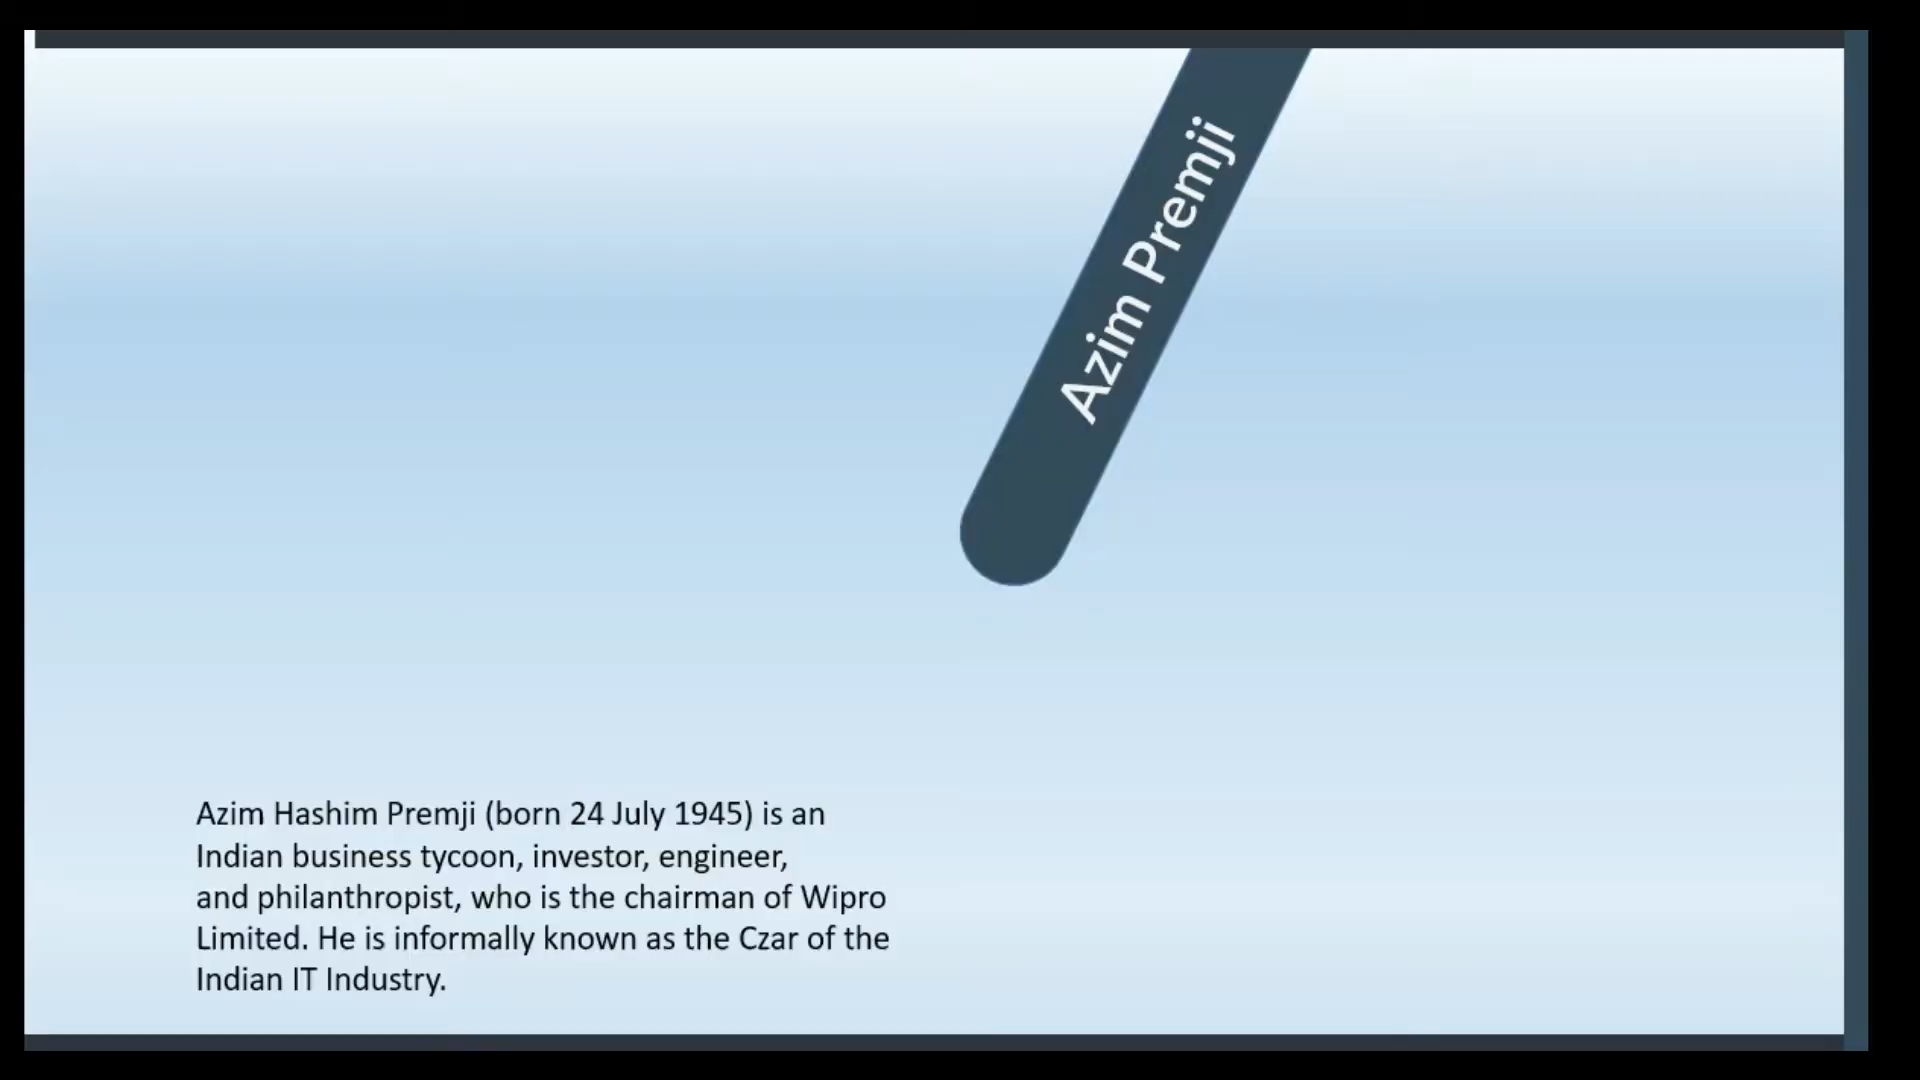 Azim Premji
Azim Hashim Premji (born 24 July 1945) is an
Indian business tycoon, investor, engineer,
and philanthropist, who is the chairman of Wipro
Limited. He is informally known as the Czar of the
Indian IT Industry.